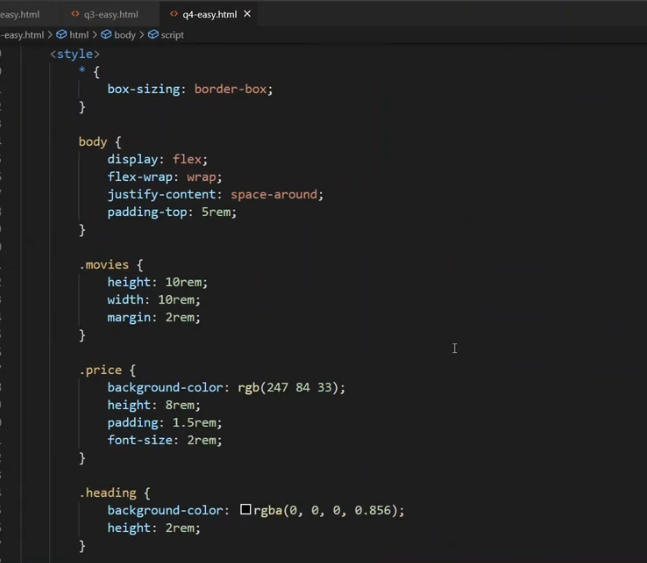 easy.html q3-easy.html q4-easy.html
-easy.html > html > body > script
<style>
* {
box-sizing: border-box;
}
body {
display: flex;
flex-wrap: wrap;
justify-content: space-around;
padding-top: 5rem;
}
.movies {
height: 10rem;
width: 10rem;
margin: 2rem;
}
.price {
background-color: rgb(247 84 33);
height: 8rem;
padding: 1.5rem;
font-size: 2rem;
}
.heading {
background-color: rgba(0, 0, 0, 0.856);
height: 2rem;
}